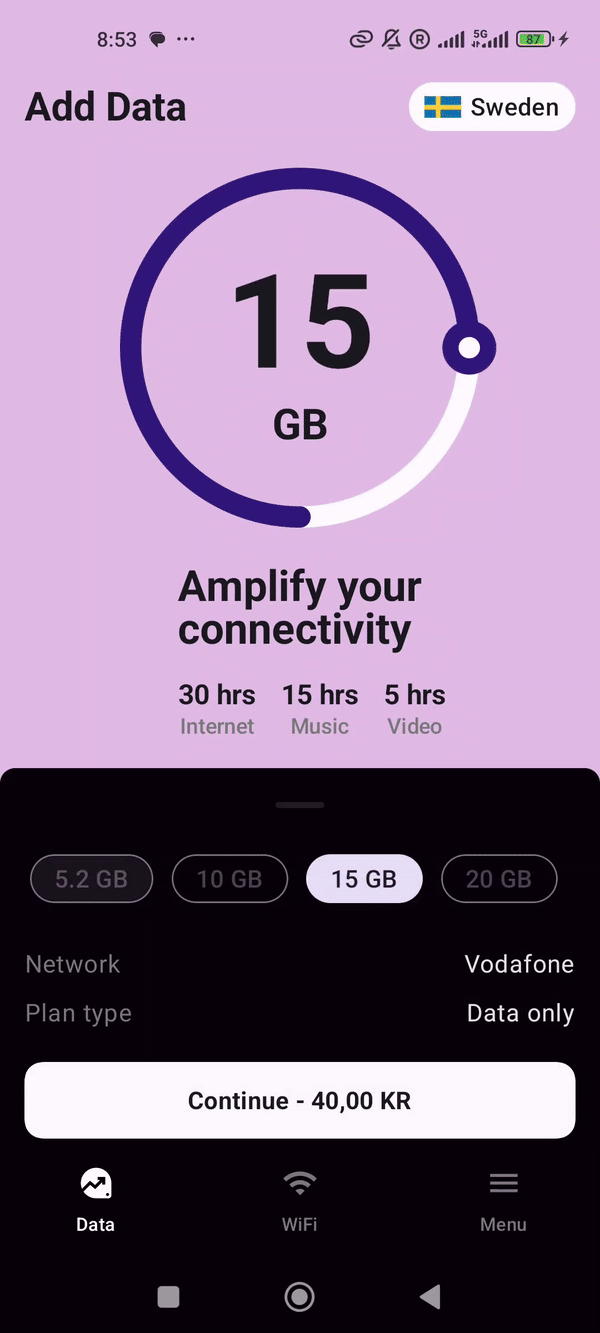 8:53
R
5G
87
Add Data
Sweden
15
GB
Amplify your
connectivity
30 hrs 15 hrs 5 hrs
Internet Music Video
5.2 GB 10 GB 15 GB 20 GB
Network Vodafone
Plan type Data only
Continue - 40,00 KR
Data WiFi Menu